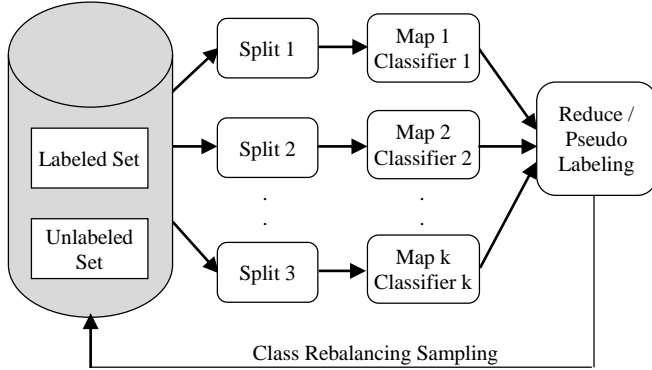 Labeled Set
Unlabeled
Set
Split 1
Split 2
.
.
Split 3
Map 1
Classifier 1
Map 2
Classifier 2
.
.
Map k
Classifier k
Reduce /
Pseudo
Labeling
Class Rebalancing Sampling